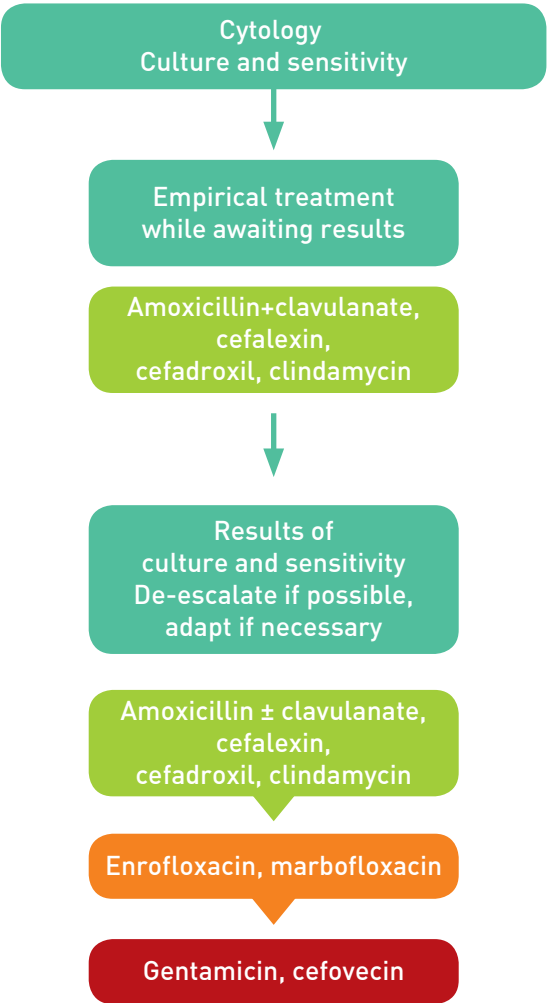 Cytology
Culture and sensitivity
Empirical treatment
while awaiting results
Amoxicillin+clavulanate,
cefalexin,
cefadroxil, clindamycin
Results of
culture and sensitivity
De-escalate if possible,
adapt if necessary
Amoxicillin ± clavulanate,
cefalexin,
cefadroxil, clindamycin
Enrofloxacin, marbofloxacin
Gentamicin, cefovecin